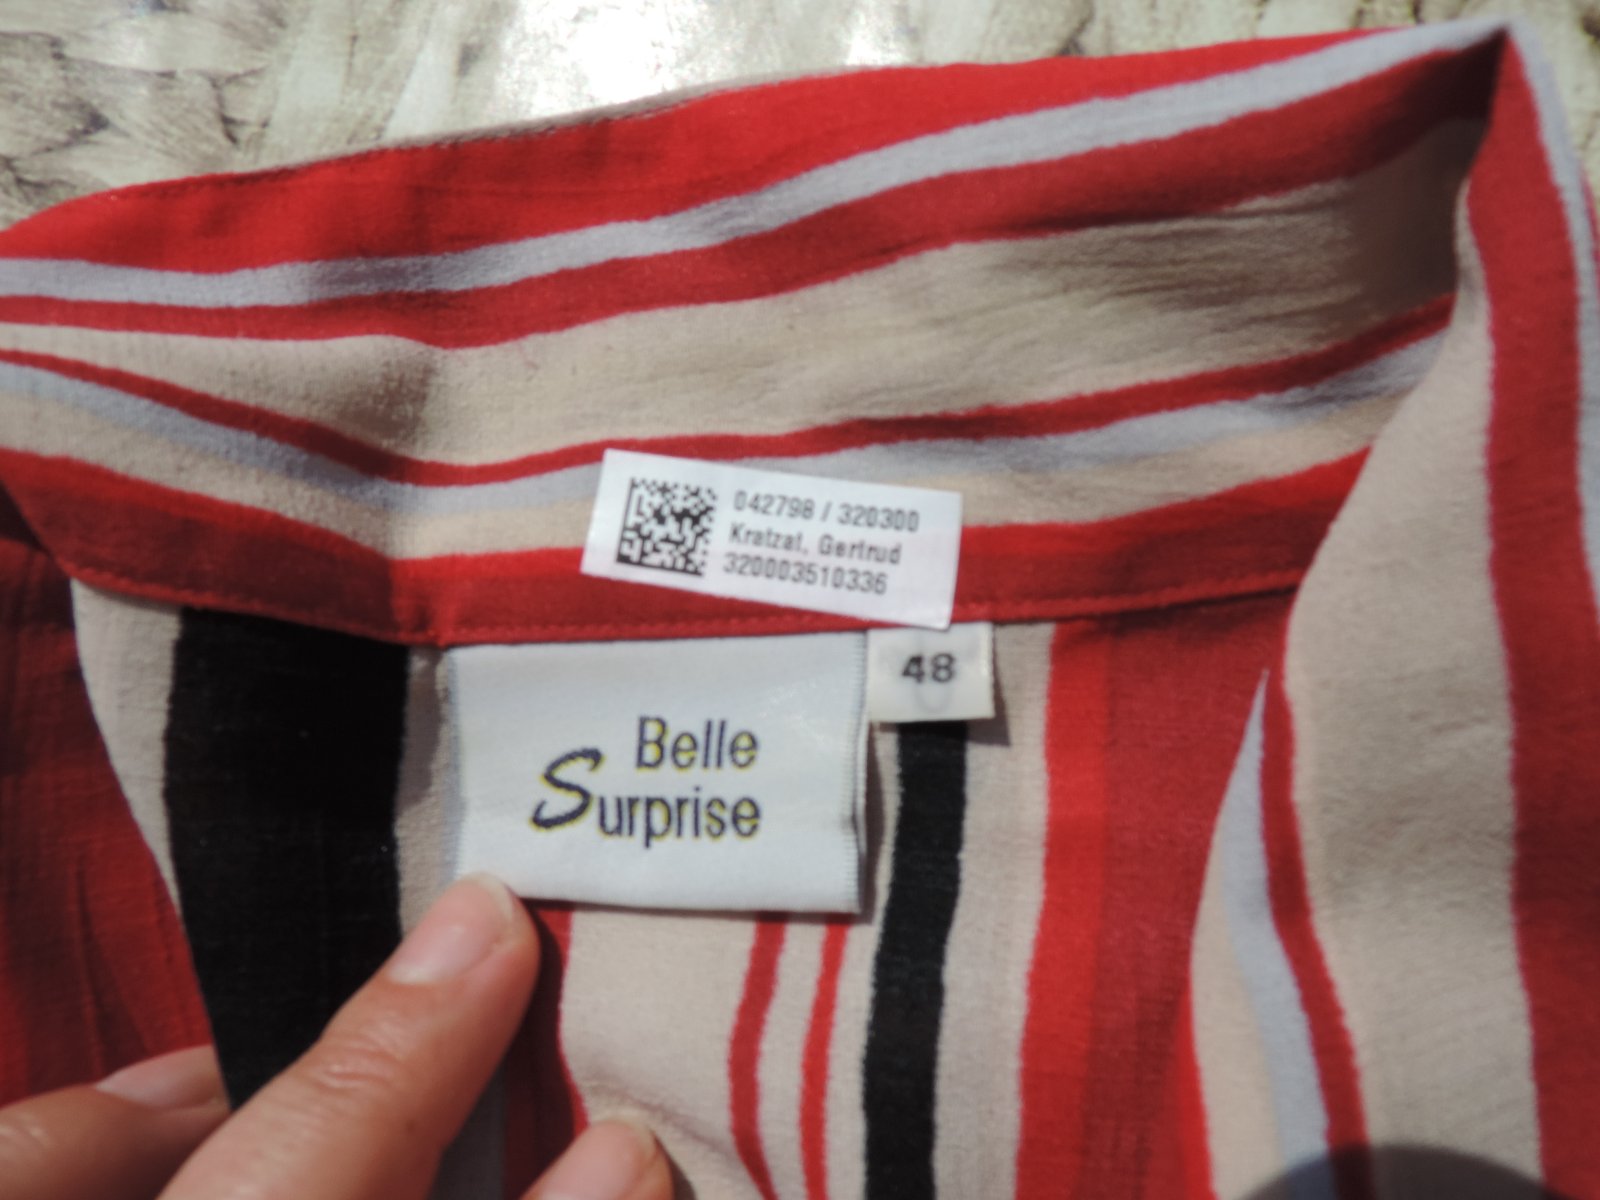 042798 / 320300
Kratzat, Gertrud
320003510336
48
Belle
Surprise